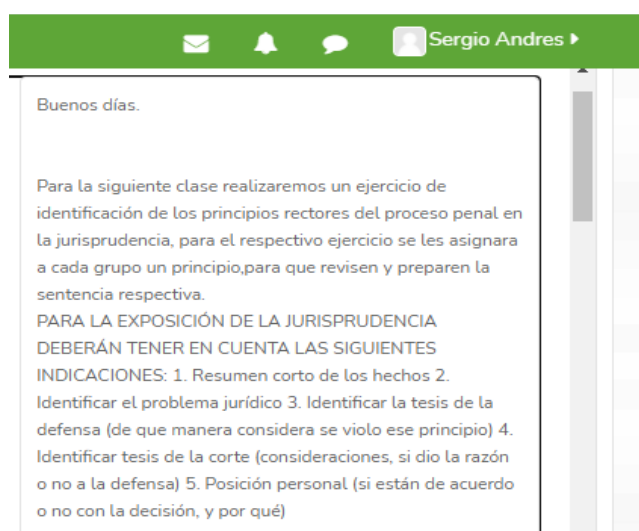 Sergio Andres
Buenos días.
Para la siguiente clase realizaremos un ejercicio de
identificación de los principios rectores del proceso penal en
la jurisprudencia, para el respectivo ejercicio se les asignara
a cada grupo un principio,para que revisen y preparen la
sentencia respectiva.
PARA LA EXPOSICIÓN DE LA JURISPRUDENCIA
DEBERÁN TENER EN CUENTA LAS SIGUIENTES
INDICACIONES: 1. Resumen corto de los hechos 2.
Identificar el problema jurídico 3. Identificar la tesis de la
defensa (de que manera considera se violo ese principio) 4.
Identificar tesis de la corte (consideraciones, si dio la razón
o no a la defensa) 5. Posición personal (si están de acuerdo
o no con la decisión, y por qué)